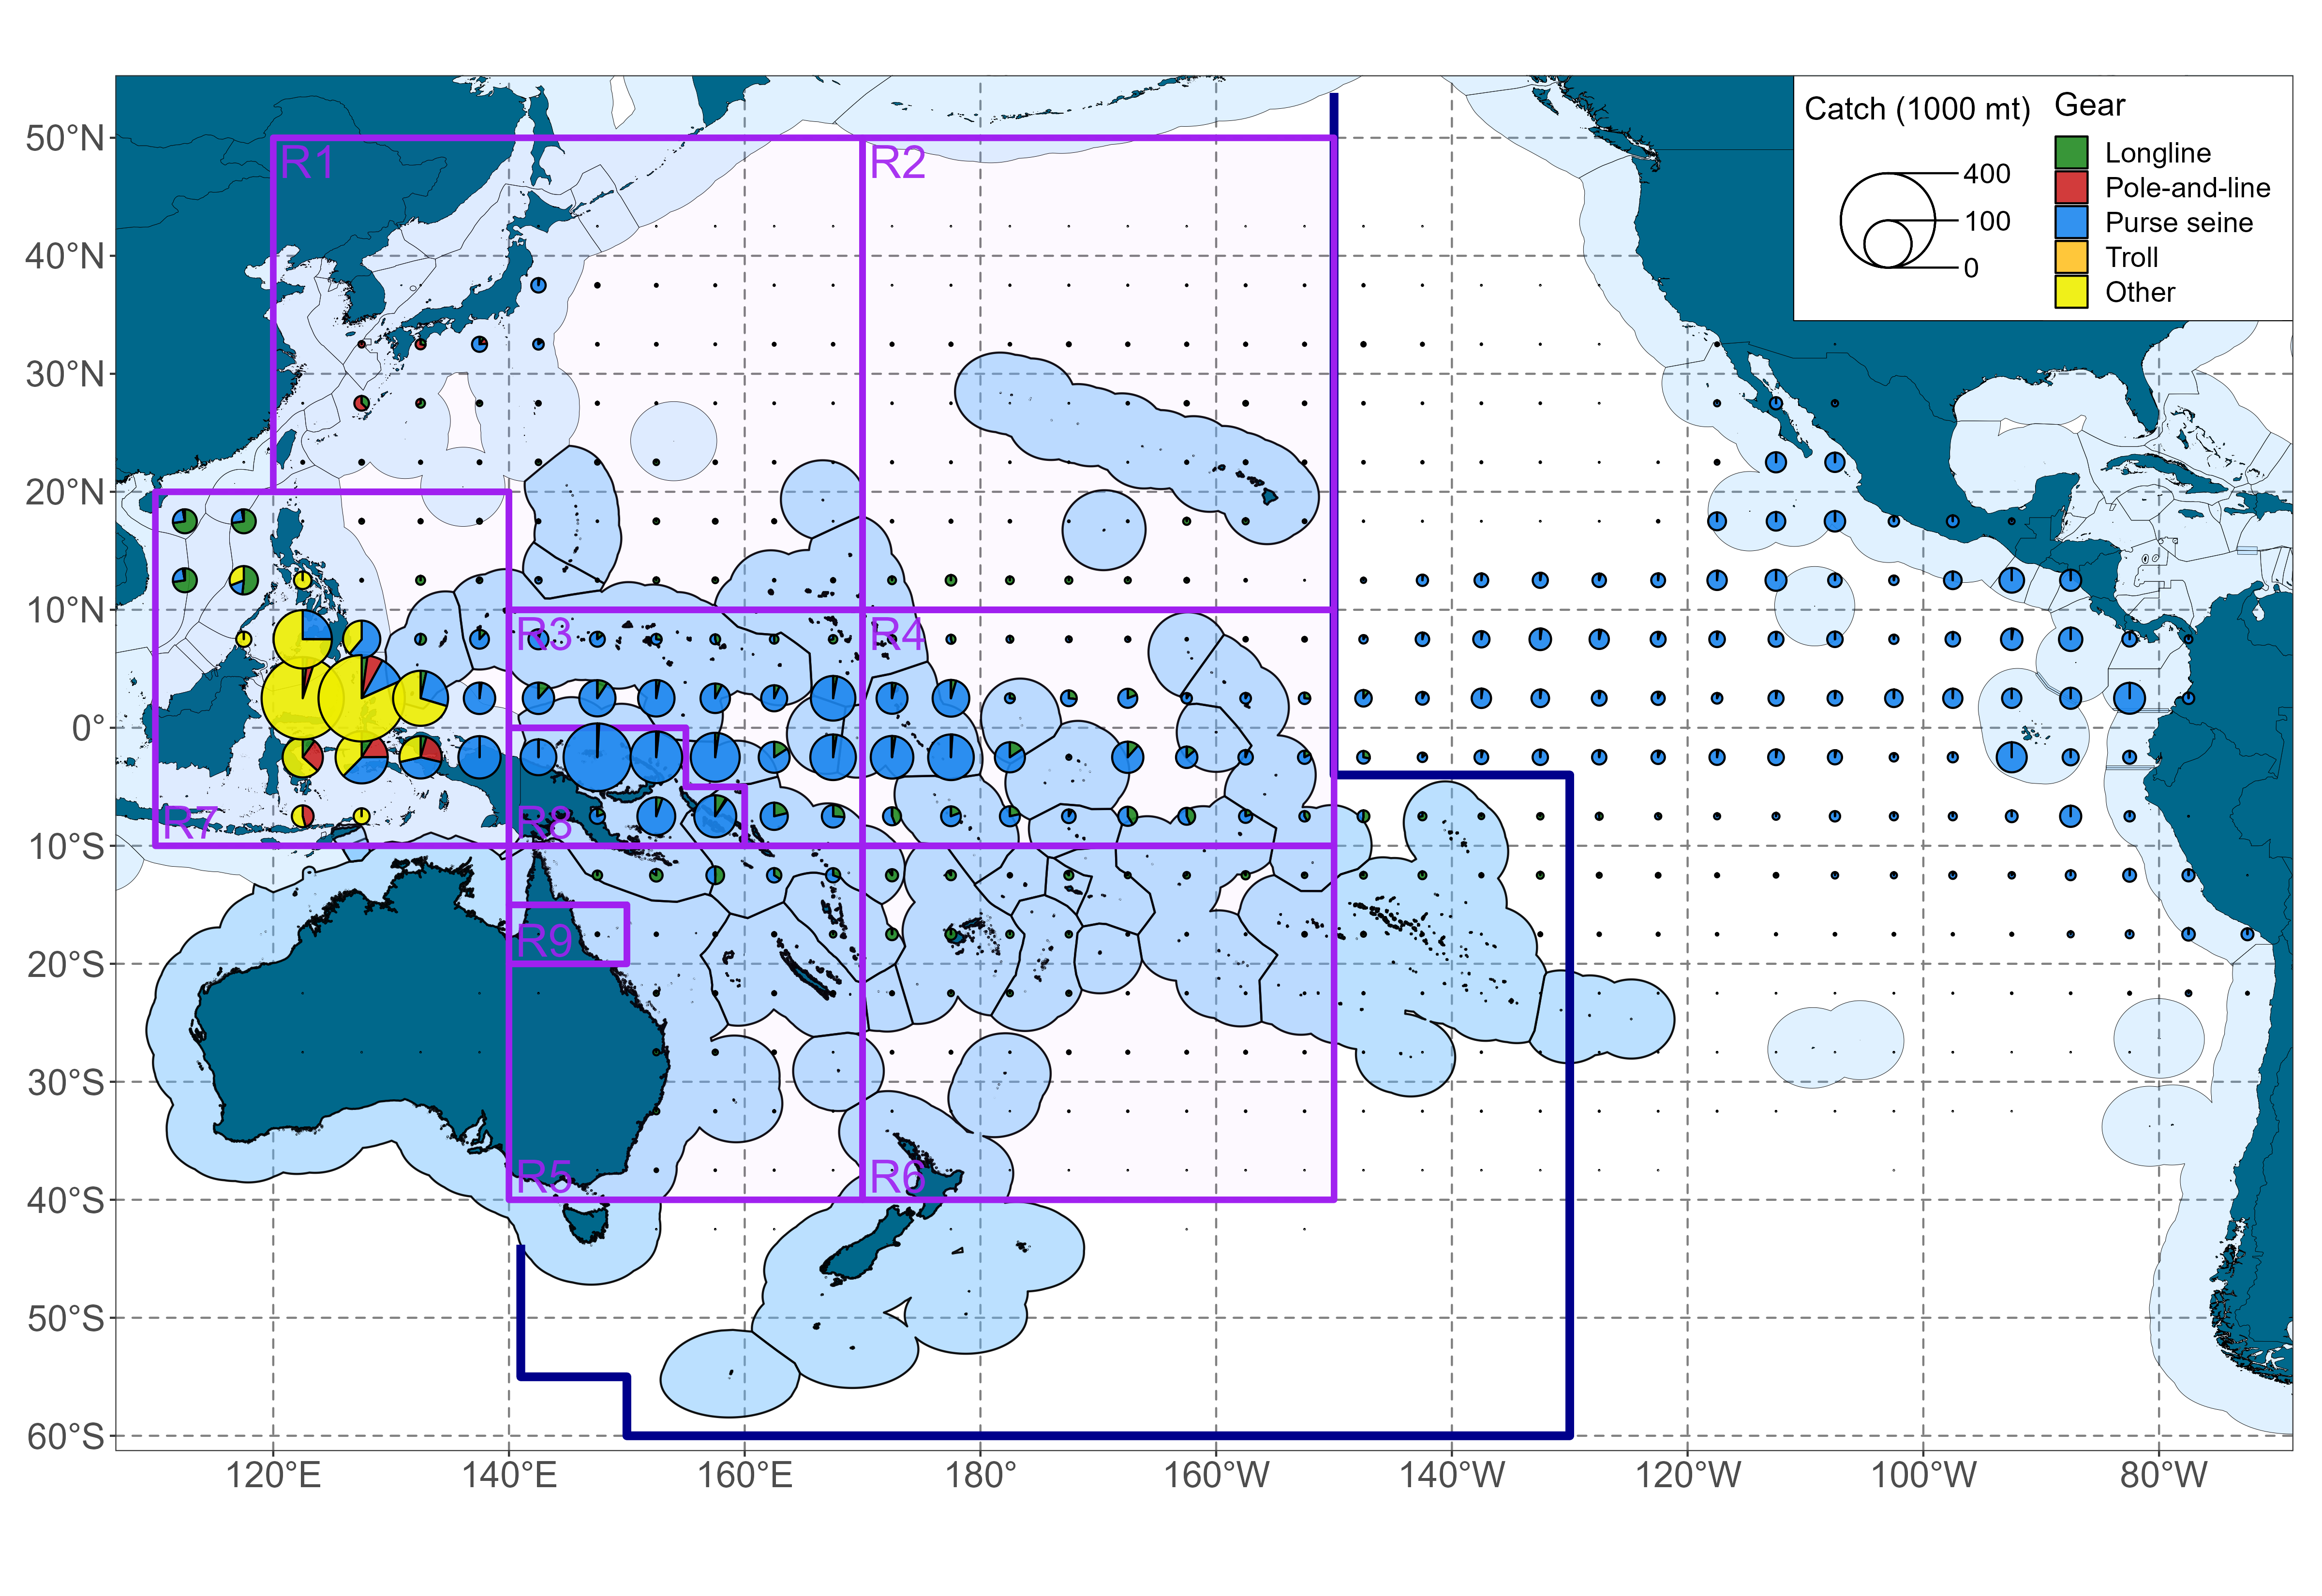 Catch (1000 mt)
400
100
0
Gear
Longline
Pole-and-line
Purse seine
Troll
Other
50°N
40°N
30°N
20°N
10°N
0°
10°S
20°S
30°S
40°S
50°S
60°S
R1
R2
R3
R4
R7
R8
R9
R5
R6
120°E
140°E
160°E
180°
160°W
140°W
120°W
100°W
80°W